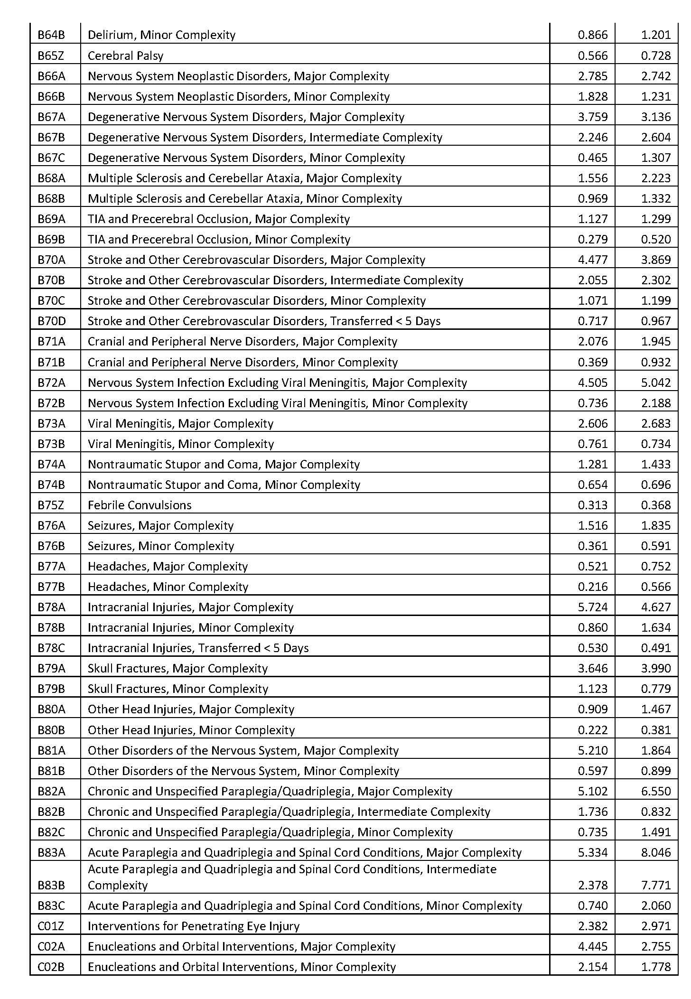 B64B Delirium, Minor Complexity 0.866 1.201
B65Z Cerebral Palsy 0.566 0.728
B66A Nervous System Neoplastic Disorders, Major Complexity 2.785 2.742
B66B Nervous System Neoplastic Disorders, Minor Complexity 1.828 1.231
B67A Degenerative Nervous System Disorders, Major Complexity 3.759 3.136
B67B Degenerative Nervous System Disorders, Intermediate Complexity 2.246 2.604
B67C Degenerative Nervous System Disorders, Minor Complexity 0.465 1.307
B68A Multiple Sclerosis and Cerebellar Ataxia, Major Complexity 1.556 2.223
B68B Multiple Sclerosis and Cerebellar Ataxia, Minor Complexity 0.969 1.332
B69A TIA and Precerebral Occlusion, Major Complexity 1.127 1.299
B69B TIA and Precerebral Occlusion, Minor Complexity 0.279 0.520
B70A Stroke and Other Cerebrovascular Disorders, Major Complexity 4.477 3.869
B70B Stroke and Other Cerebrovascular Disorders, Intermediate Complexity 2.055 2.302
B70C Stroke and Other Cerebrovascular Disorders, Minor Complexity 1.071 1.199
B70D Stroke and Other Cerebrovascular Disorders, Transferred < 5 Days 0.717 0.967
B71A Cranial and Peripheral Nerve Disorders, Major Complexity 2.076 1.945
B71B Cranial and Peripheral Nerve Disorders, Minor Complexity 0.369 0.932
B72A Nervous System Infection Excluding Viral Meningitis, Major Complexity 4.505 5.042
B72B Nervous System Infection Excluding Viral Meningitis, Minor Complexity 0.736 2.188
B73A Viral Meningitis, Major Complexity 2.606 2.683
B73B Viral Meningitis, Minor Complexity 0.761 0.734
B74A Nontraumatic Stupor and Coma, Major Complexity 1.281 1.433
B74B Nontraumatic Stupor and Coma, Minor Complexity 0.654 0.696
B75Z Febrile Convulsions 0.313 0.368
B76A Seizures, Major Complexity 1.516 1.835
B76B Seizures, Minor Complexity 0.361 0.591
B77A Headaches, Major Complexity 0.521 0.752
B77B Headaches, Minor Complexity 0.216 0.566
B78A Intracranial Injuries, Major Complexity 5.724 4.627
B78B Intracranial Injuries, Minor Complexity 0.860 1.634
B78C Intracranial Injuries, Transferred < 5 Days 0.530 0.491
B79A Skull Fractures, Major Complexity 3.646 3.990
B79B Skull Fractures, Minor Complexity 1.123 0.779
B80A Other Head Injuries, Major Complexity 0.909 1.467
B80B Other Head Injuries, Minor Complexity 0.222 0.381
B81A Other Disorders of the Nervous System, Major Complexity 5.210 1.864
B81B Other Disorders of the Nervous System, Minor Complexity 0.597 0.899
B82A Chronic and Unspecified Paraplegia/Quadriplegia, Major Complexity 5.102 6.550
B82B Chronic and Unspecified Paraplegia/Quadriplegia, Intermediate Complexity 1.736 0.832
B82C Chronic and Unspecified Paraplegia/Quadriplegia, Minor Complexity 0.735 1.491
B83A Acute Paraplegia and Quadriplegia and Spinal Cord Conditions, Major Complexity 5.334 8.046
Acute Paraplegia and Quadriplegia and Spinal Cord Conditions, Intermediate
B83B Complexity 2.378 7.771
B83C Acute Paraplegia and Quadriplegia and Spinal Cord Conditions, Minor Complexity 0.740 2.060
C01Z Interventions for Penetrating Eye Injury 2.382 2.971
C02A Enucleations and Orbital Interventions, Major Complexity 4.445 2.755
C02B Enucleations and Orbital Interventions, Minor Complexity 2.154 1.778